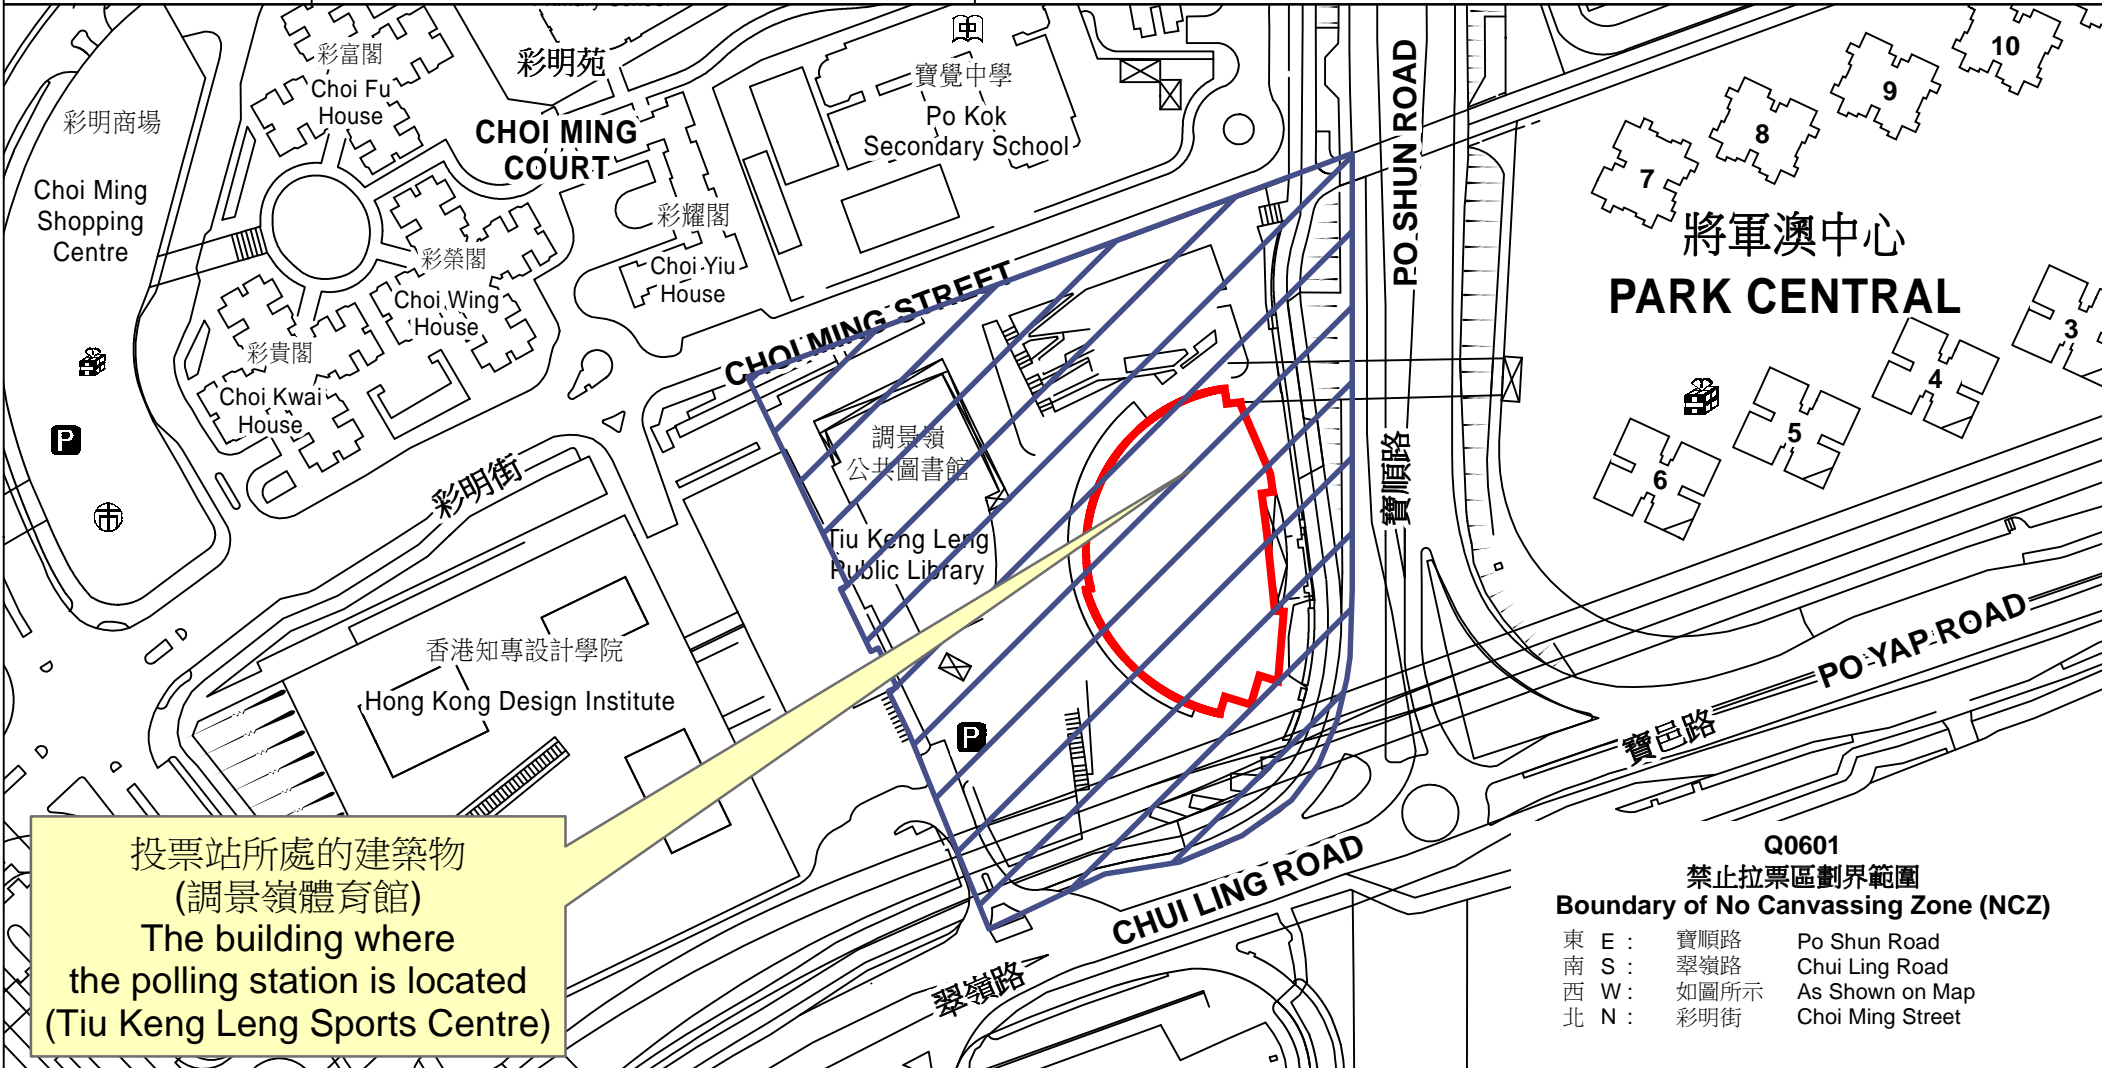 彩富閣
Choi Fu
House
彩明苑
CHOI MING
COURT
寶覺中學
Po Kok
Secondary School
彩明商場
Choi Ming
Shopping
Centre
彩耀閣
Choi Yiu
House
彩榮閣
Choi Wing
House
彩貴閣
Choi Kwai
House
CHOI MING STREET
彩明街
PO SHUN ROAD
寶順路
10
9
8
7
將軍澳中心
PARK CENTRAL
3
4
5
6
P
調景嶺
公共圖書館
Tiu Keng Leng
Public Library
香港知專設計學院
Hong Kong Design Institute
P
PO YAP ROAD
寶邑路
CHUI LING ROAD
翠嶺路
投票站所處的建築物
(調景嶺體育館)
The building where
the polling station is located
(Tiu Keng Leng Sports Centre)
Q0601
禁止拉票區劃界範圍
Boundary of No Canvassing Zone (NCZ)
東 E : 寶順路 Po Shun Road
南 S : 翠嶺路 Chui Ling Road
西 W : 如圖所示 As Shown on Map
北 N : 彩明街 Choi Ming Street